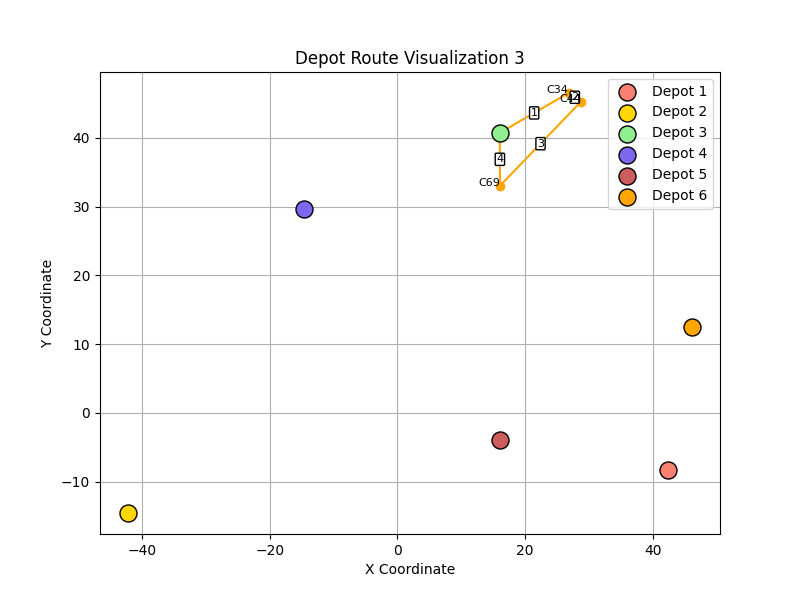 Depot Route Visualization 3
C34
1
3
4
C69
Depot 1
Depot 2
Depot 3
Depot 4
Depot 5
Depot 6
Y Coordinate
40
30
20
10
0
−10
−40
−20
0
20
40
X Coordinate